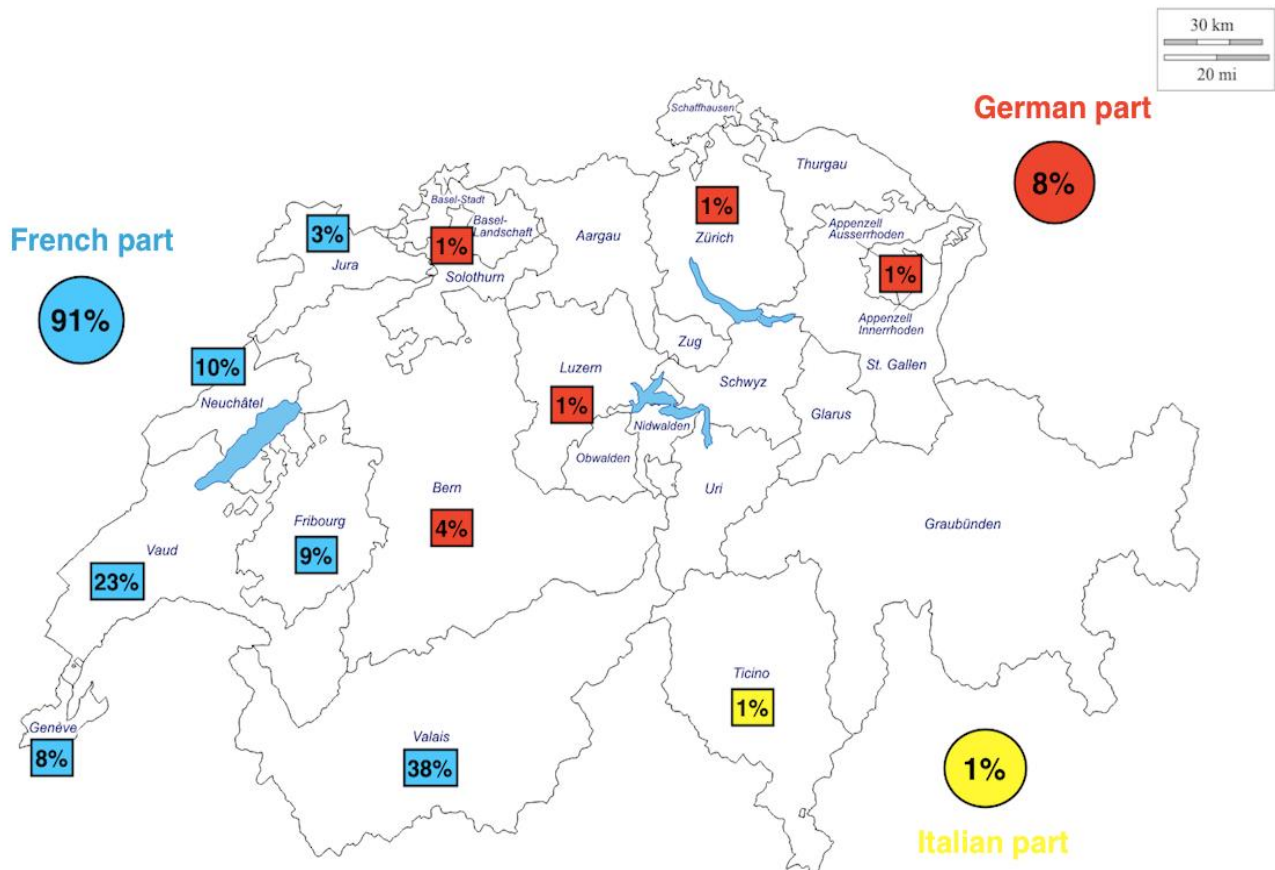 30 km
20 mi
German part
8%
Schaffhausen
Thurgau
1%
Zürich
Basel-Stadt
Basel-
Landschaft
Aargau
Appenzell
Ausserrhoden
French part
91%
3%
Jura
1%
Solothurn
1%
Appenzell
Innerrhoden
10%
Neuchâtel
Luzern
1%
Zug
Schwyz
St. Gallen
Glarus
Nidwalden
Obwalden
Uri
Bern
4%
Graubünden
Fribourg
9%
Vaud
23%
Ticino
1%
Genève
8%
Valais
38%
1%
Italian part